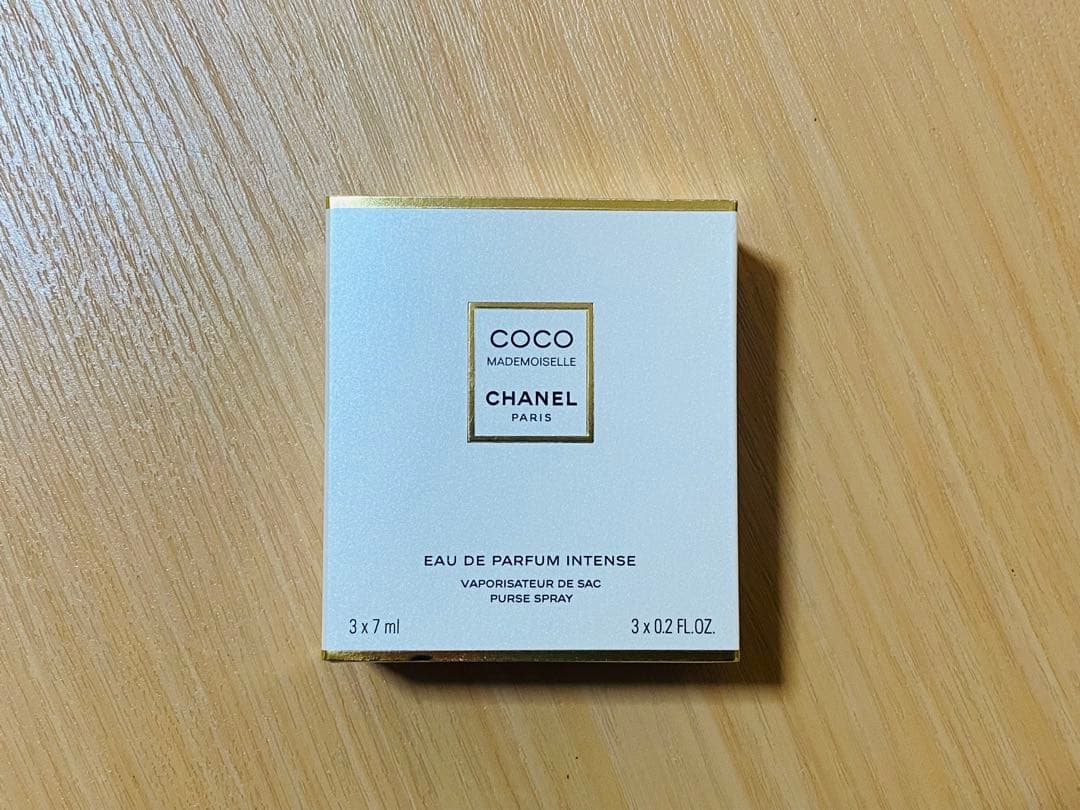 COCO
MADEMOISELLE
CHANEL
PARIS
EAU DE PARFUM INTENSE
VAPORISATEUR DE SAC
PURSE SPRAY
3 x 7 ml
3 x 0.2 FL.OZ.